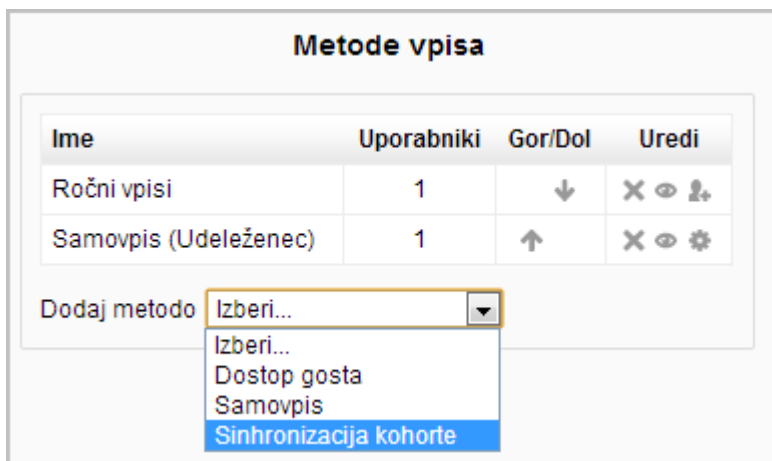 Metode vpisa
Ime Uporabniki Gor/Dol Uredi
Ročni vpisi 1
Samovpis (Udeleženec) 1
Dodaj metodo Izberi...
Izberi...
Dostop gosta
Samovpis
Sinhronizacija kohorte